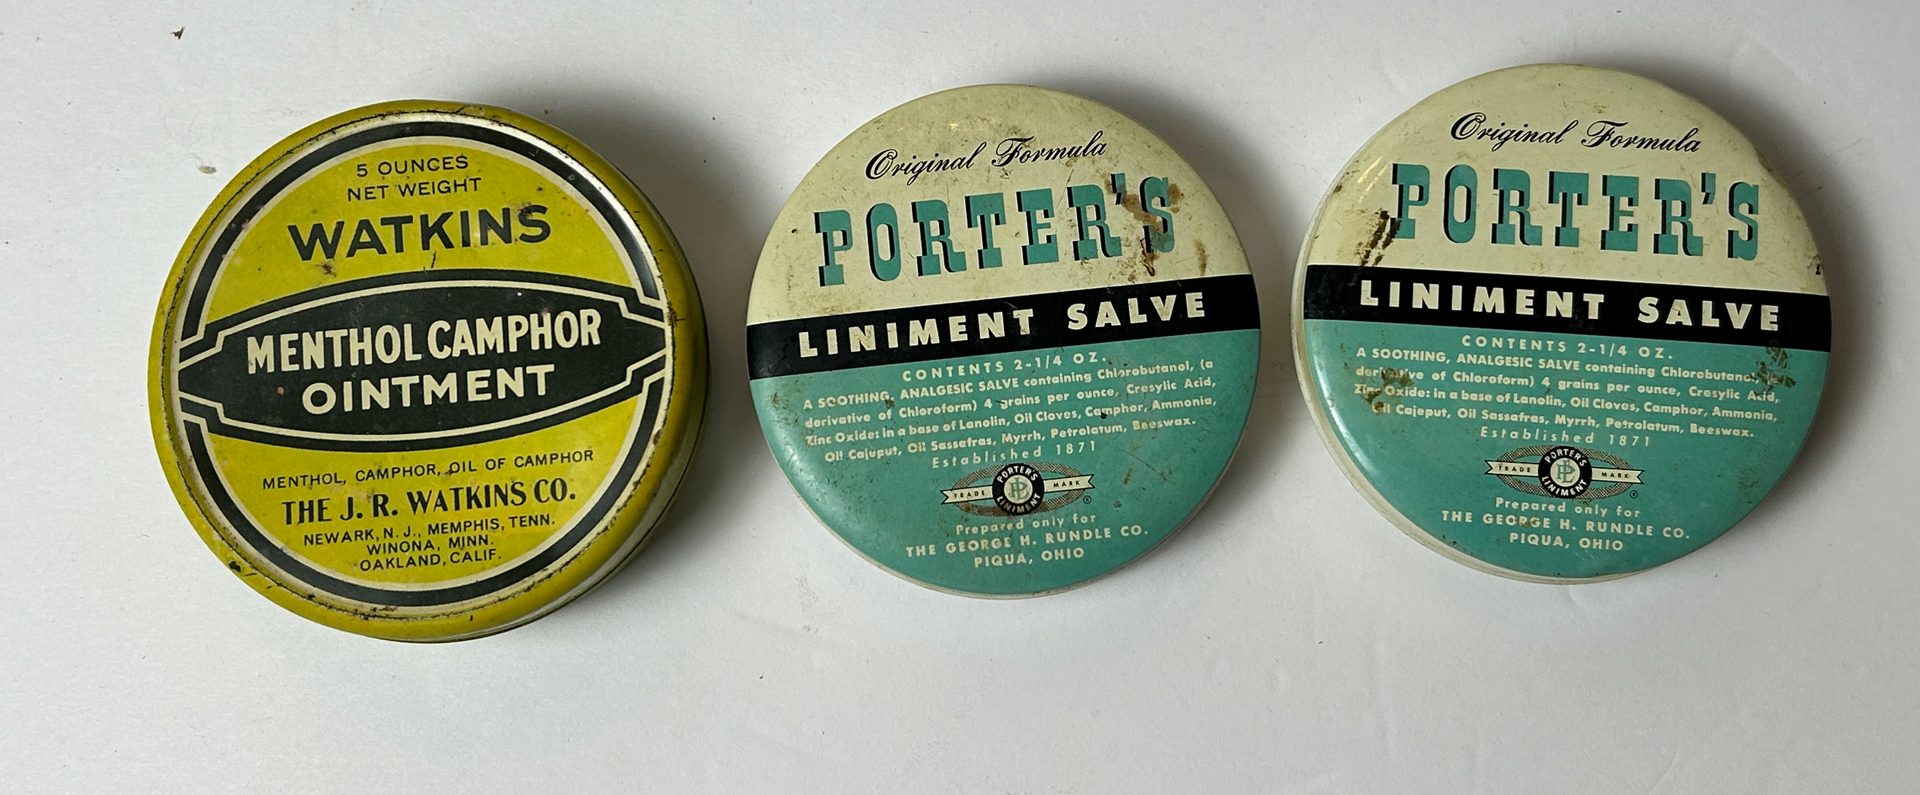 5 OUNCES
NET WEIGHT
WATKINS
MENTHOL CAMPHOR
OINTMENT
MENTHOL, CAMPHOR, OIL OF CAMPHOR
THE J. R. WATKINS CO.
NEWARK, N. J., MEMPHIS, TENN.
WINONA, MINN.
OAKLAND, CALIF.
Original Formula
PORTER'S
LINIMENT SALVE
CONTENTS 2-1/4 OZ.
A SOOTHING, ANALGESIC SALVE containing Chlorobutanol, (a
derivative of Chloroform) 4 grains per ounce, Cresylic Acid,
Zinc Oxide: in a base of Lanolin, Oil Cloves, Camphor, Ammonia,
Oil Cajeput, Oil Sassafras, Myrrh, Petrolatum, Beeswax.
Established 1871
TRADE PORTER'S MARK
PL
LINIMENT
®
Prepared only for
THE GEORGE H. RUNDLE CO.
PIQUA, OHIO
Original Formula
PORTER'S
LINIMENT SALVE
CONTENTS 2-1/4 OZ.
A SOOTHING, ANALGESIC SALVE containing Chlorobutanol,
derivative of Chloroform) 4 grains per ounce, Cresylic Acid,
Zinc Oxide: in a base of Lanolin, Oil Cloves, Camphor, Ammonia,
Oil Cajeput, Oil Sassafras, Myrrh, Petrolatum, Beeswax.
Established 1871
TRADE PORTER'S MARK
PL
LINIMENT
®
Prepared only for
THE GEORGE H. RUNDLE CO.
PIQUA, OHIO